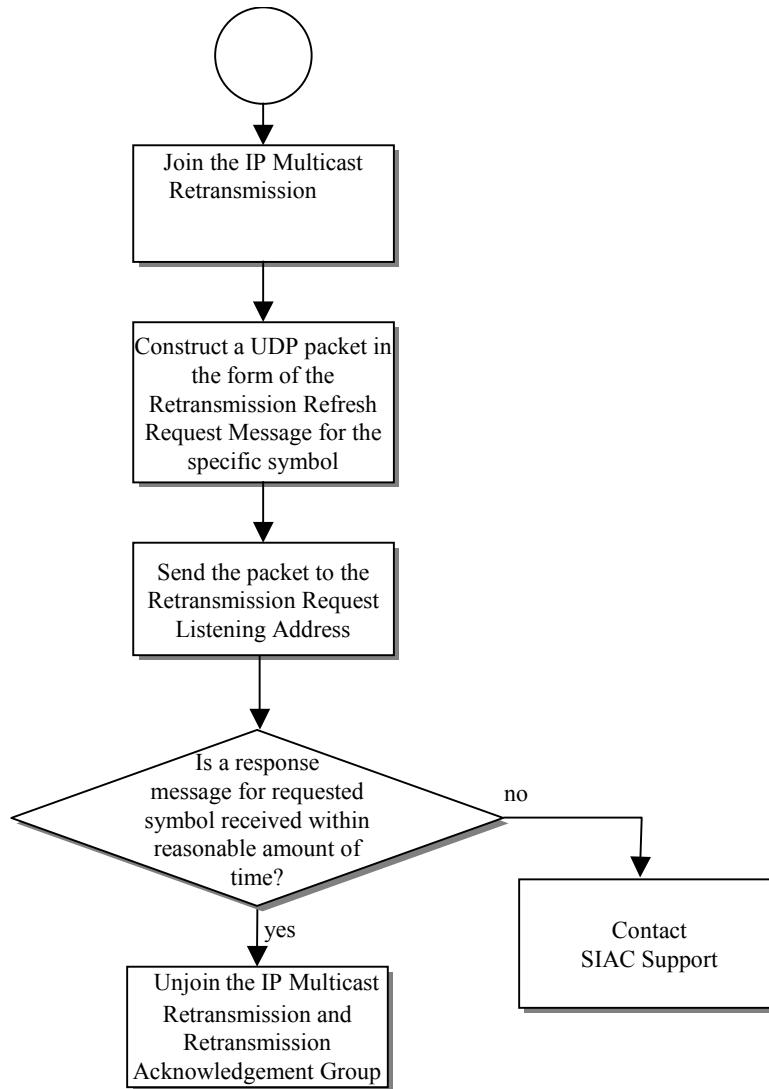 Join the IP Multicast
Retransmission
Construct a UDP packet in
the form of the
Retransmission Refresh
Request Message for the
specific symbol
Send the packet to the
Retransmission Request
Listening Address
Is a response
message for requested
symbol received within
reasonable amount of
time?
no
yes
Contact
SIAC Support
Unjoin the IP Multicast
Retransmission and
Retransmission
Acknowledgement Group